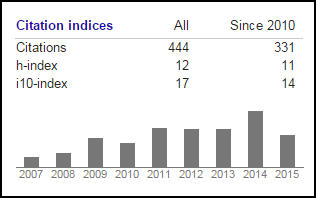 Citation indices All Since 2010
Citations 444 331
h-index 12 11
i10-index 17 14
2007 2008 2009 2010 2011 2012 2013 2014 2015